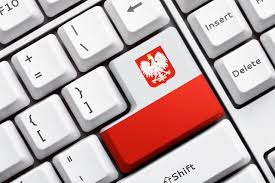 F10
Insert
Delete
+
=
{
[
}
]
"
'
?
/
Shift